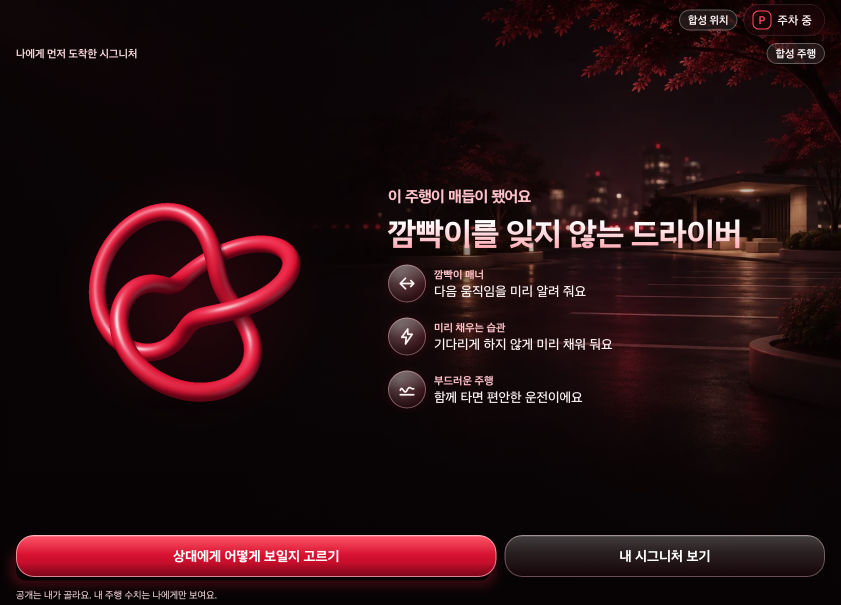 합성 위치
P 주차 중
나에게 먼저 도착한 시그니처
합성 주행
이 주행이 매듭이 됐어요
깜빡이를 잊지 않는 드라이버
깜빡이 매너
다음 움직임을 미리 알려 줘요
미리 채우는 습관
기다리게 하지 않게 미리 채워 둬요
부드러운 주행
함께 타면 편안한 운전이에요
상대에게 어떻게 보일지 고르기
내 시그니처 보기
공개는 내가 골라요. 내 주행 수치는 나에게만 보여요.